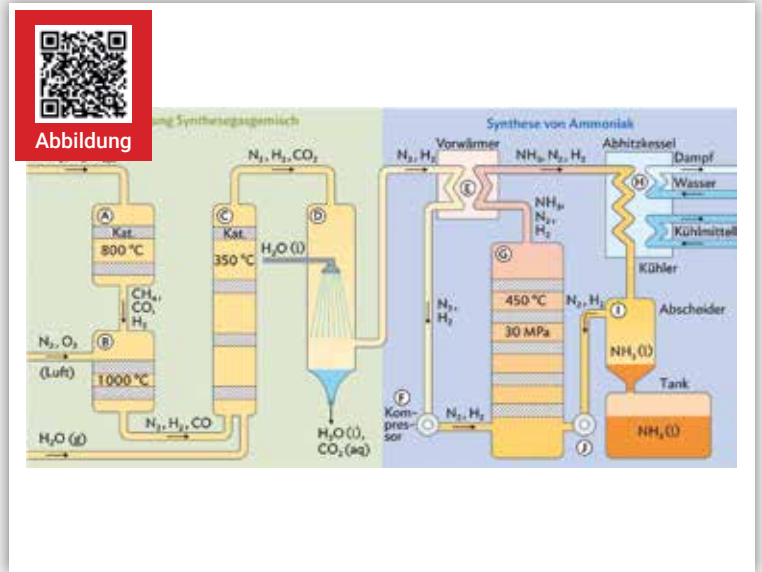 Abbildung
ung Synthesegasgemisch
Synthese von Ammoniak
N₂, H₂, CO₂
N₂, H₂
Vorwärmer
NH₃, N₂, H₂
Abhitzkessel
Dampf
Wasser
Kühlmittel
Kühler
A
Kat.
800 °C
CH₄,
CO,
H₂
N₂, O₂
(Luft)
B
1000 °C
N₂, H₂, CO
H₂O (g)
C
Kat.
350 °C
H₂O (l)
D
H₂O (l),
CO₂ (aq)
E
N₂,
H₂
F
Kom-
pres-
sor
N₂, H₂
NH₃,
N₂,
H₂
G
450 °C
30 MPa
H
N₂, H₂
I
Abscheider
NH₃ (l)
J
Tank
NH₃ (l)